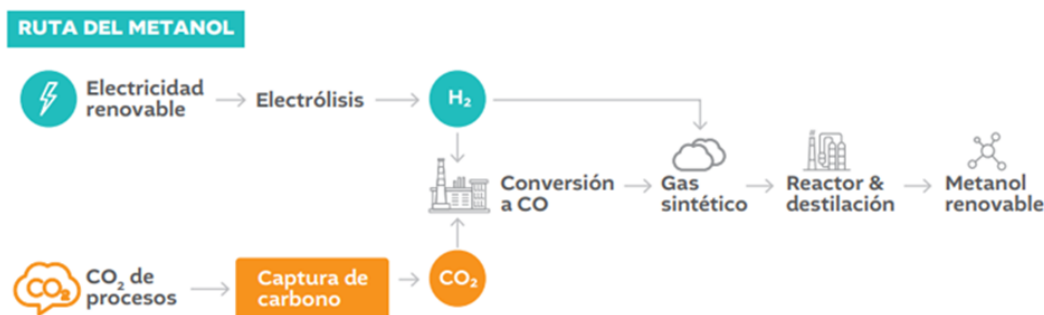 RUTA DEL METANOL
Electricidad
renovable
Electrólisis
H₂
Conversión
a CO
Gas
sintético
Reactor &
destilación
Metanol
renovable
CO₂
CO₂ de
procesos
Captura de
carbono
CO₂